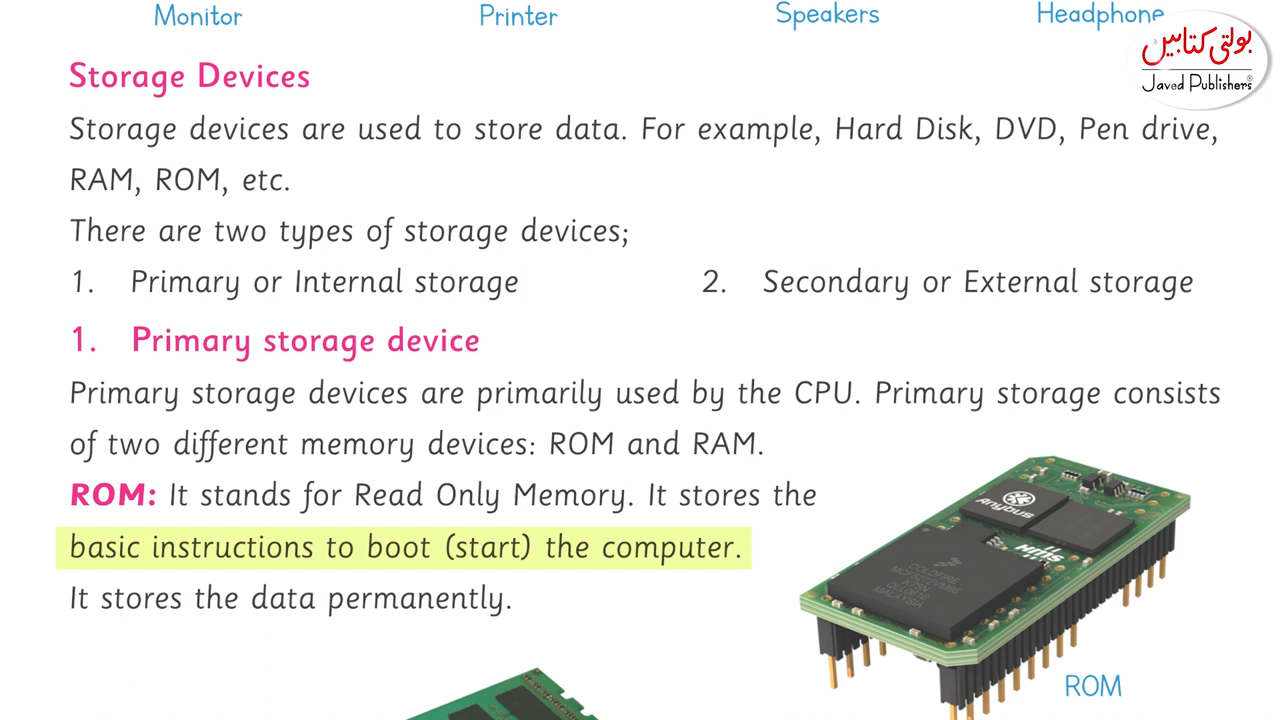 Monitor Printer Speakers Headphone
بولتی کتابیں
Javed Publishers
Storage Devices
Storage devices are used to store data. For example, Hard Disk, DVD, Pen drive,
RAM, ROM, etc.
There are two types of storage devices;
1. Primary or Internal storage 2. Secondary or External storage
1. Primary storage device
Primary storage devices are primarily used by the CPU. Primary storage consists
of two different memory devices: ROM and RAM.
ROM: It stands for Read Only Memory. It stores the
basic instructions to boot (start) the computer.
It stores the data permanently.
Anybus
HMS
COLDFIRE
MALAYSIA
ROM